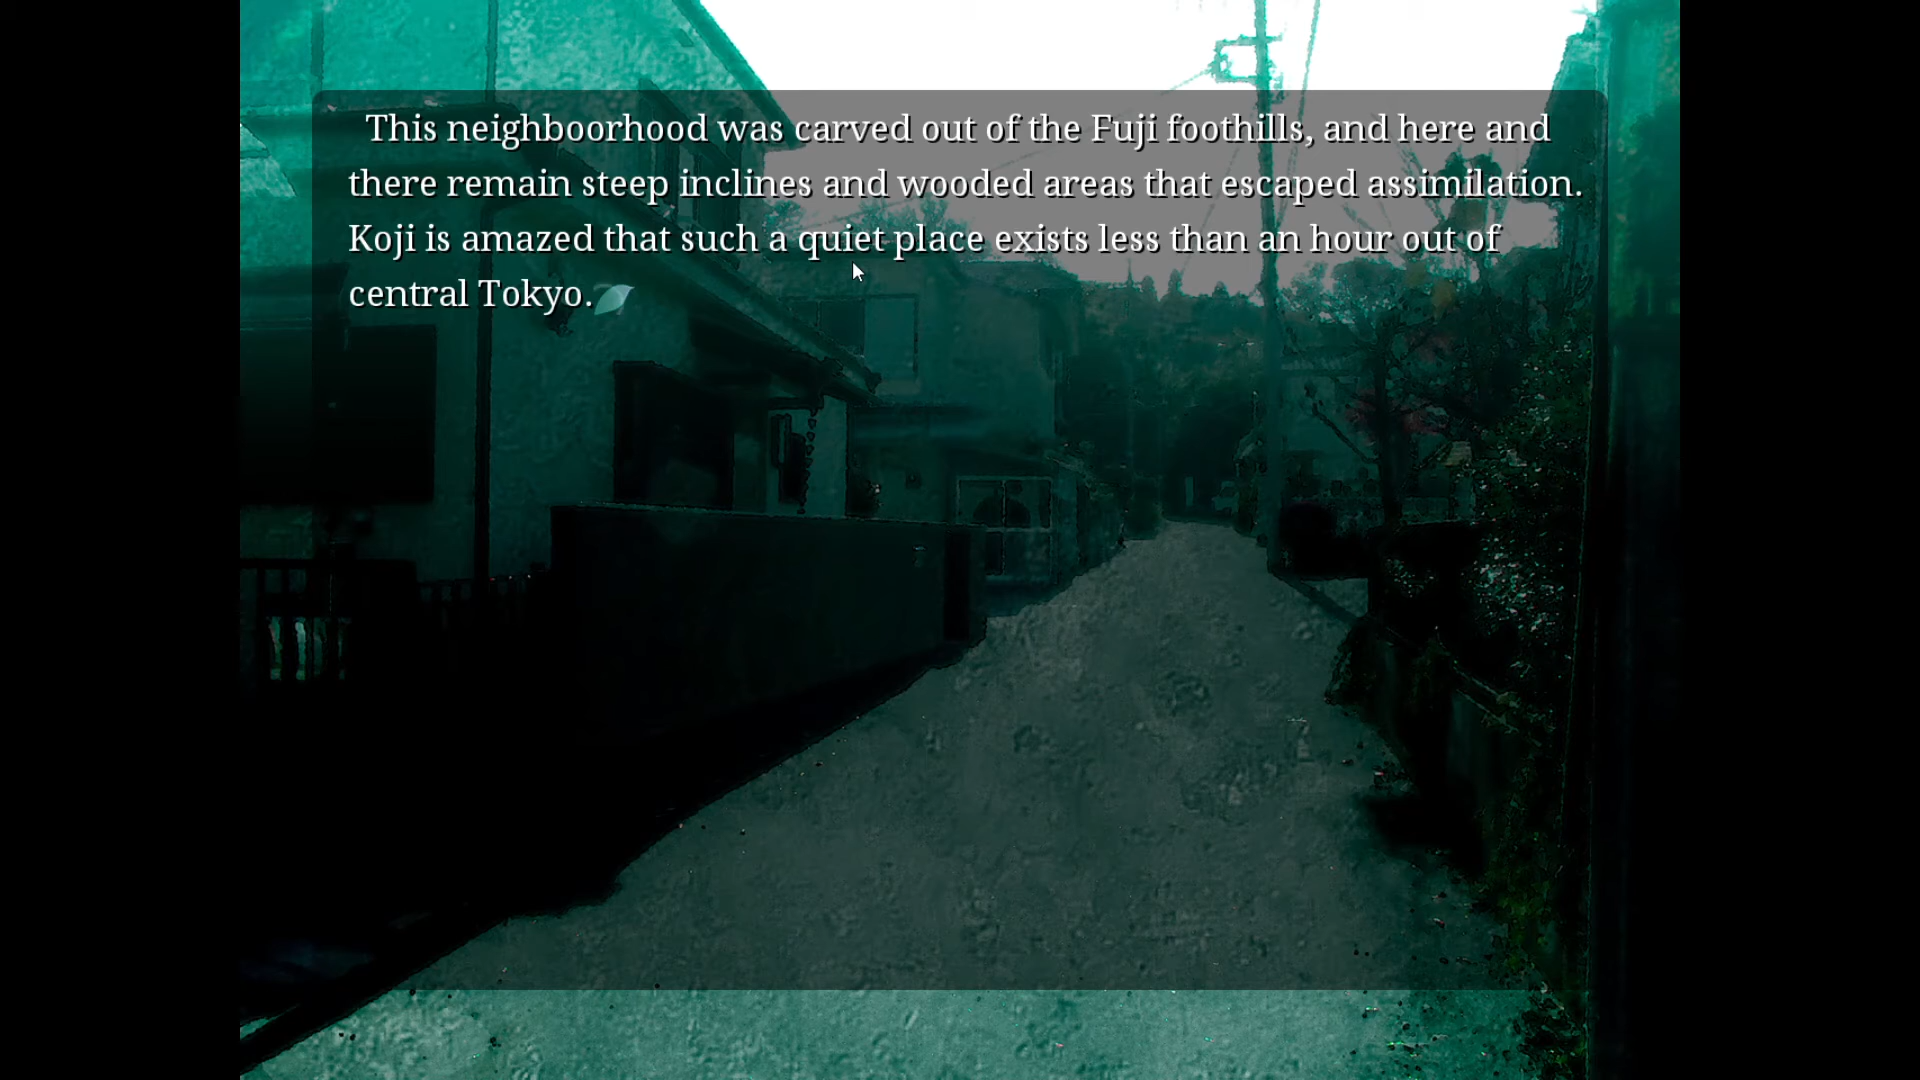 This neighboorhood was carved out of the Fuji foothills, and here and
there remain steep inclines and wooded areas that escaped assimilation.
Koji is amazed that such a quiet place exists less than an hour out of
central Tokyo.